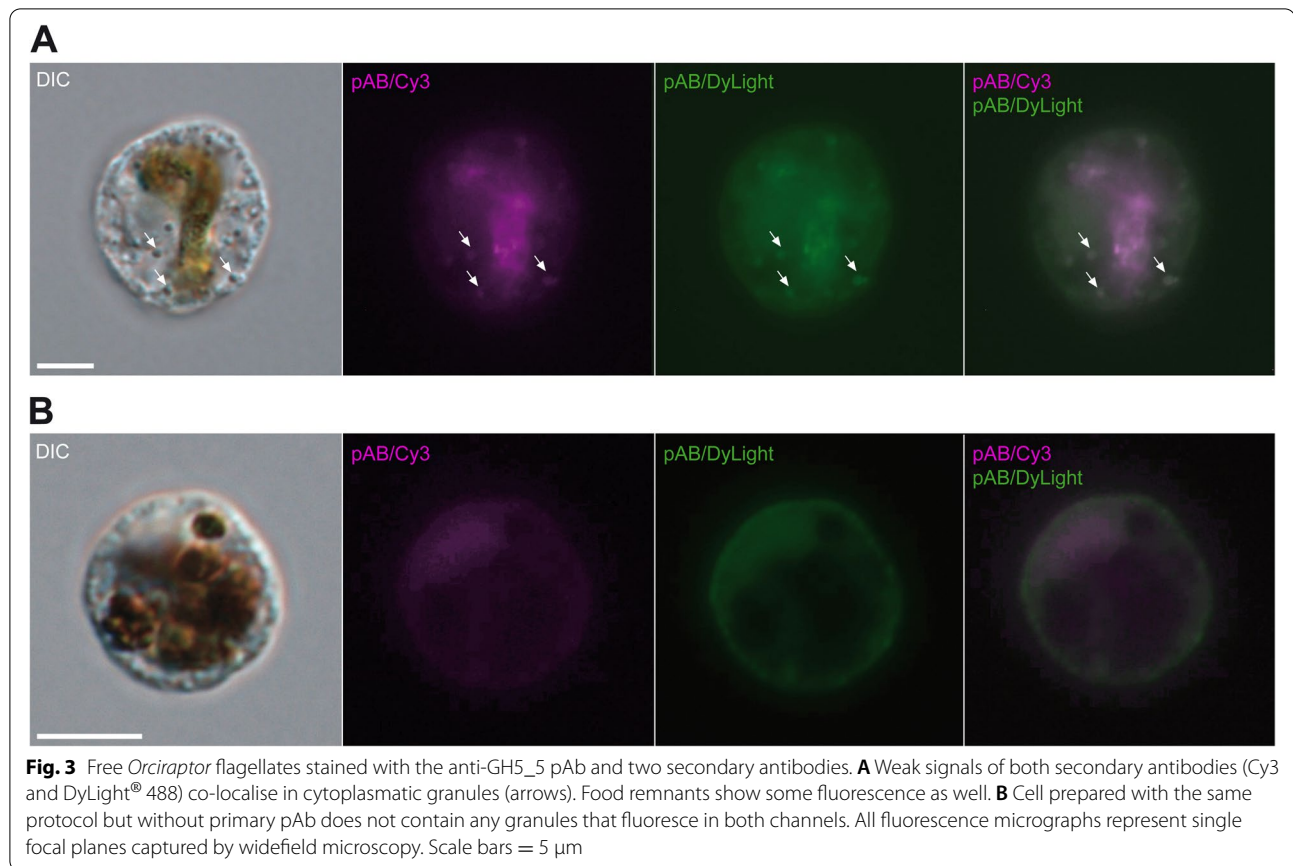 A
DIC
pAB/Cy3
pAB/DyLight
pAB/Cy3
pAB/DyLight
B
DIC
pAB/Cy3
pAB/DyLight
pAB/Cy3
pAB/DyLight
Fig. 3 Free Orciraptor flagellates stained with the anti-GH5_5 pAb and two secondary antibodies. A Weak signals of both secondary antibodies (Cy3
and DyLight® 488) co-localise in cytoplasmatic granules (arrows). Food remnants show some fluorescence as well. B Cell prepared with the same
protocol but without primary pAb does not contain any granules that fluoresce in both channels. All fluorescence micrographs represent single
focal planes captured by widefield microscopy. Scale bars = 5 µm